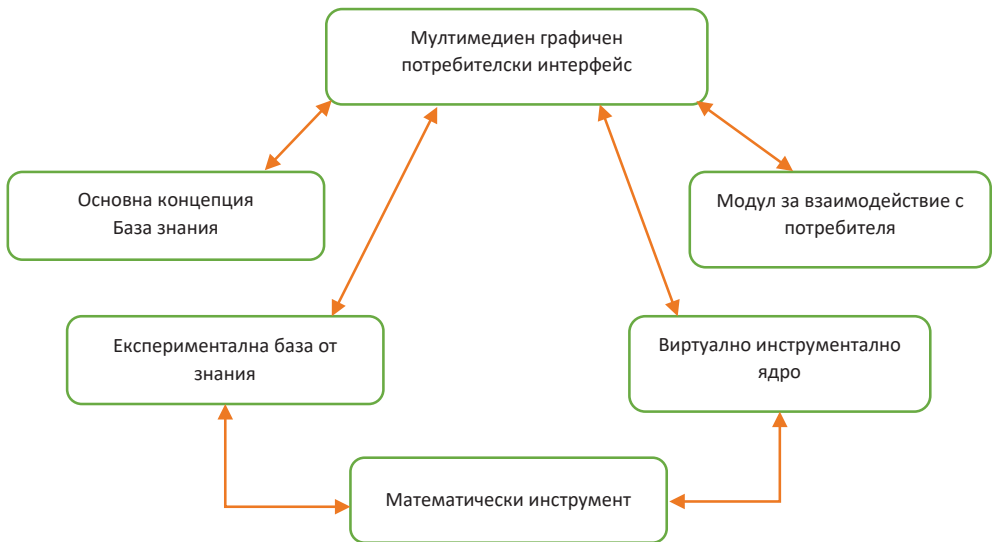 Мултимедиен графичен
потребителски интерфейс
Основна концепция
База знания
Модул за взаимодействие с
потребителя
Експериментална база от
знания
Виртуално инструментално
ядро
Математически инструмент